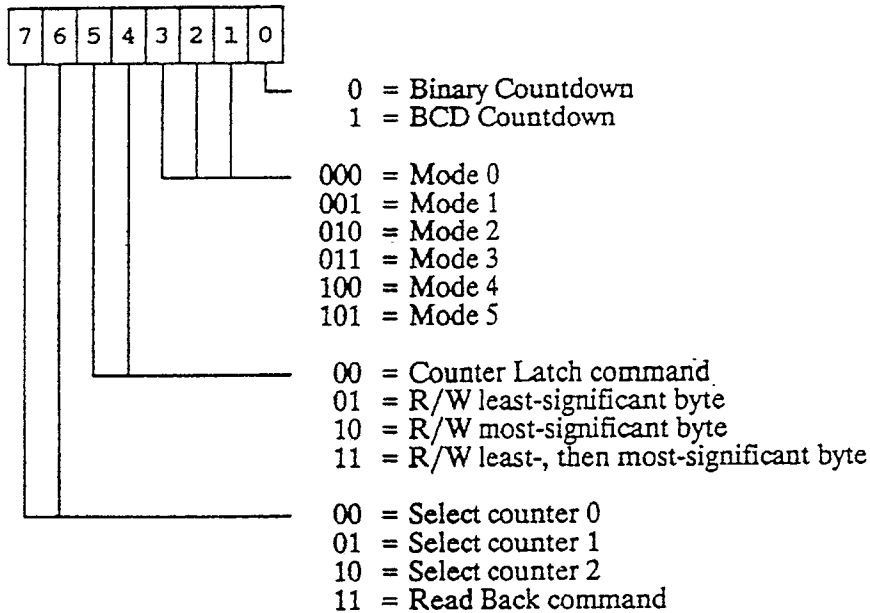 7 6 5 4 3 2 1 0
0 = Binary Countdown
1 = BCD Countdown
000 = Mode 0
001 = Mode 1
010 = Mode 2
011 = Mode 3
100 = Mode 4
101 = Mode 5
00 = Counter Latch command
01 = R/W least-significant byte
10 = R/W most-significant byte
11 = R/W least-, then most-significant byte
00 = Select counter 0
01 = Select counter 1
10 = Select counter 2
11 = Read Back command